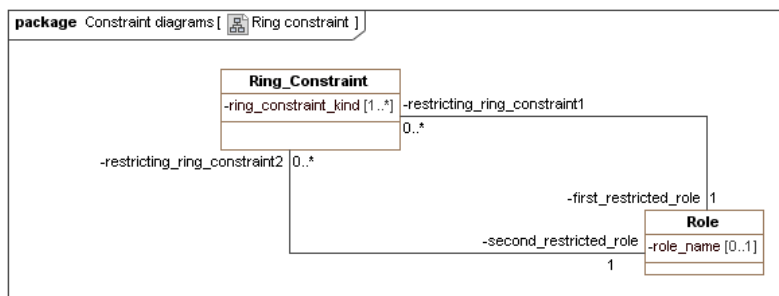 package Constraint diagrams [ Ring constraint ]
Ring_Constraint
-ring_constraint_kind [1..*]
-restricting_ring_constraint1
0..*
-restricting_ring_constraint2 0..*
-first_restricted_role 1
Role
-second_restricted_role
-role_name [0..1]
1